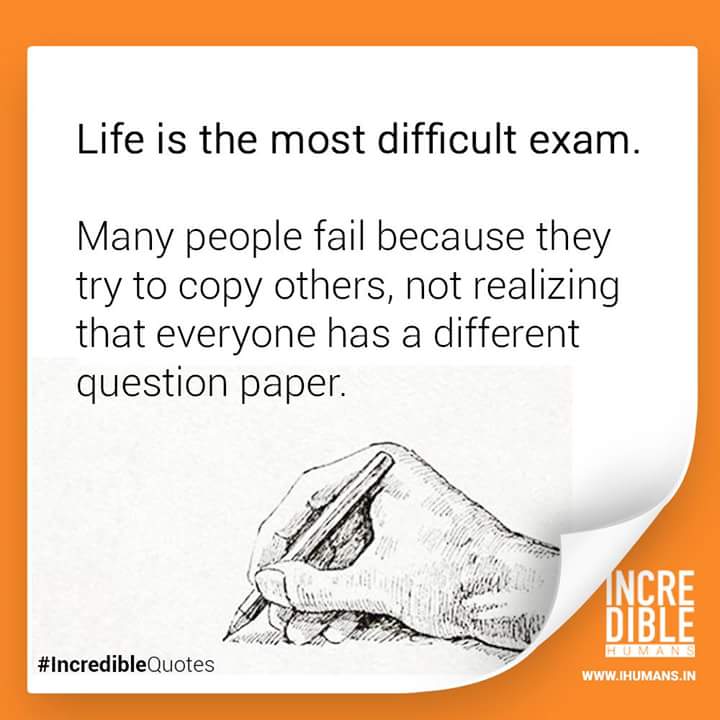 Life is the most difficult exam.
Many people fail because they
try to copy others, not realizing
that everyone has a different
question paper.
#IncredibleQuotes
INCRE
DIBLE
HUMANS
WWW.IHUMANS.IN